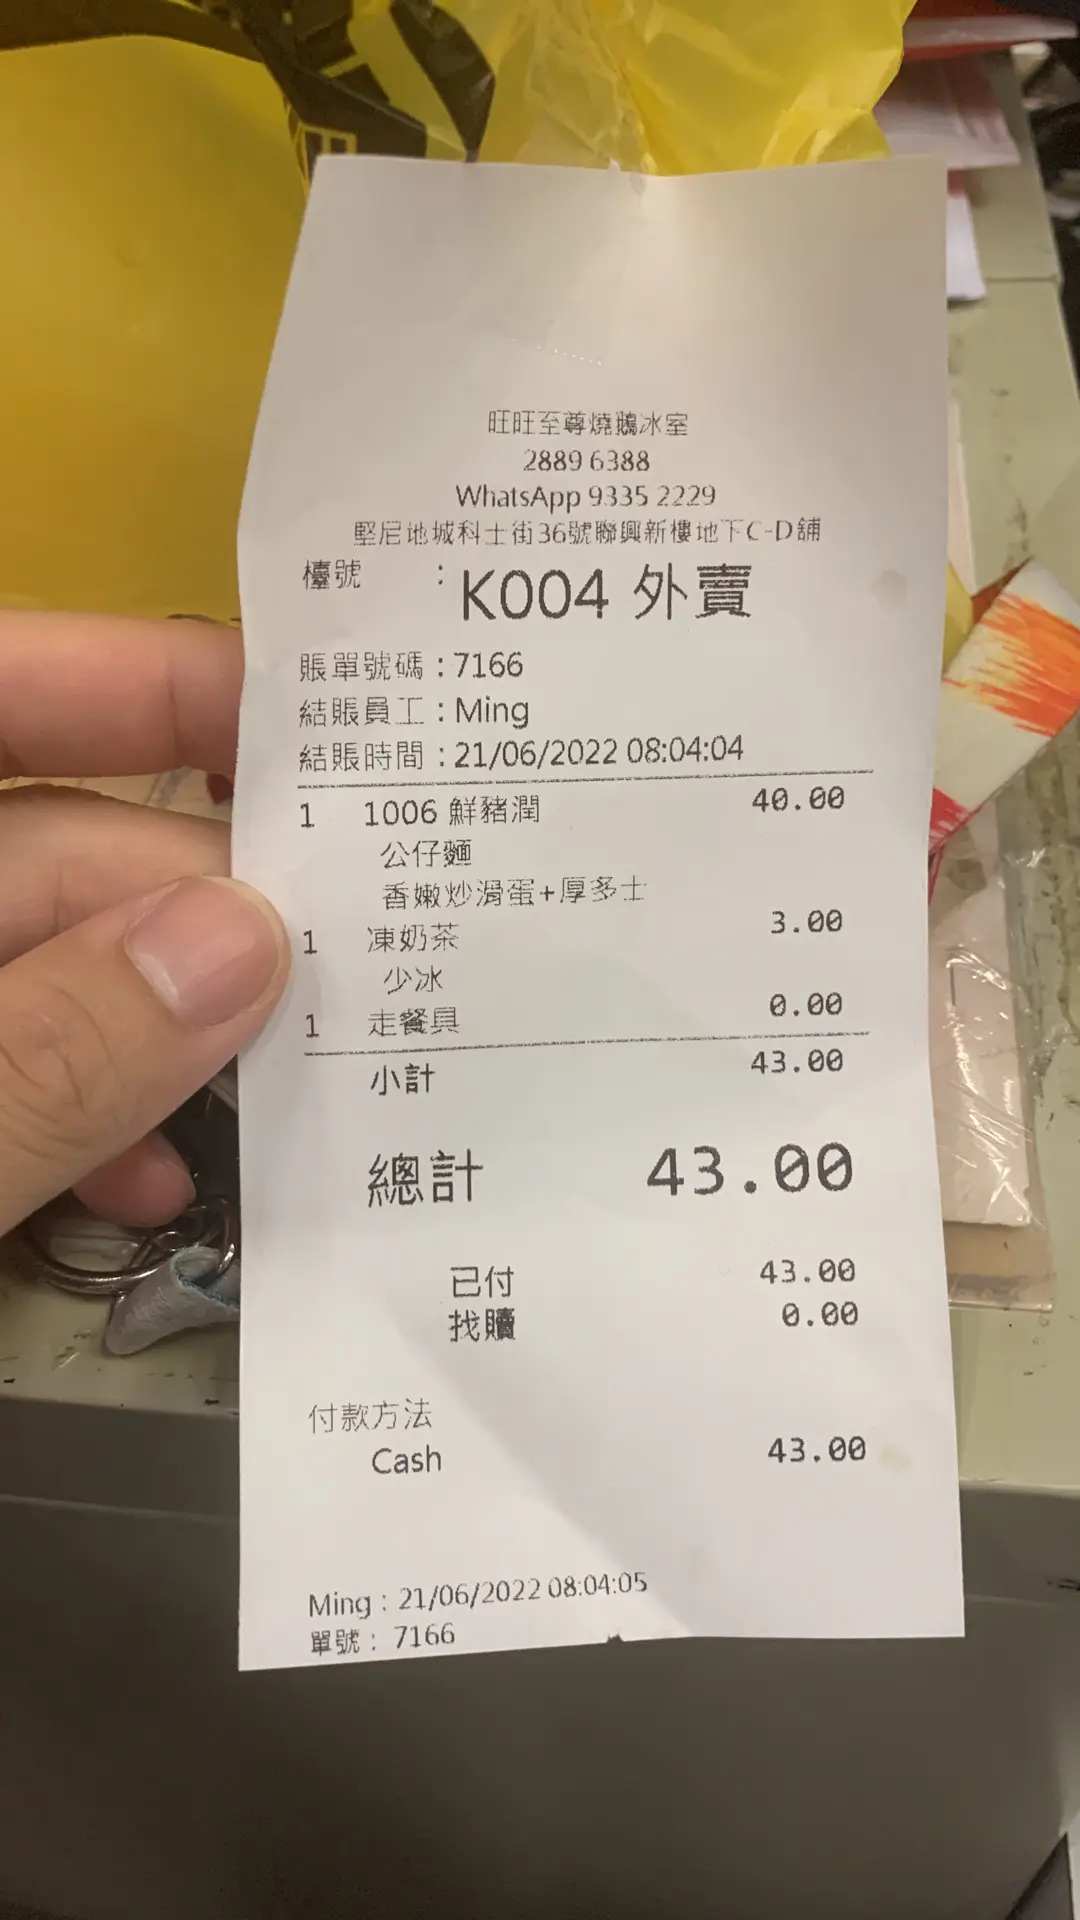 旺旺至尊燒鵝冰室
2889 6388
WhatsApp 9335 2229
堅尼地城科士街36號聯興新樓地下C-D舖
檯號 : K004 外賣
賬單號碼 : 7166
結賬員工 : Ming
結賬時間 : 21/06/2022 08:04:04
1 1006 鮮豬潤 40.00
公仔麵
香嫩炒滑蛋+厚多士
1 凍奶茶 3.00
少冰
1 走餐具 0.00
小計 43.00
總計 43.00
已付 43.00
找贖 0.00
付款方法
Cash 43.00
Ming : 21/06/2022 08:04:05
單號 : 7166